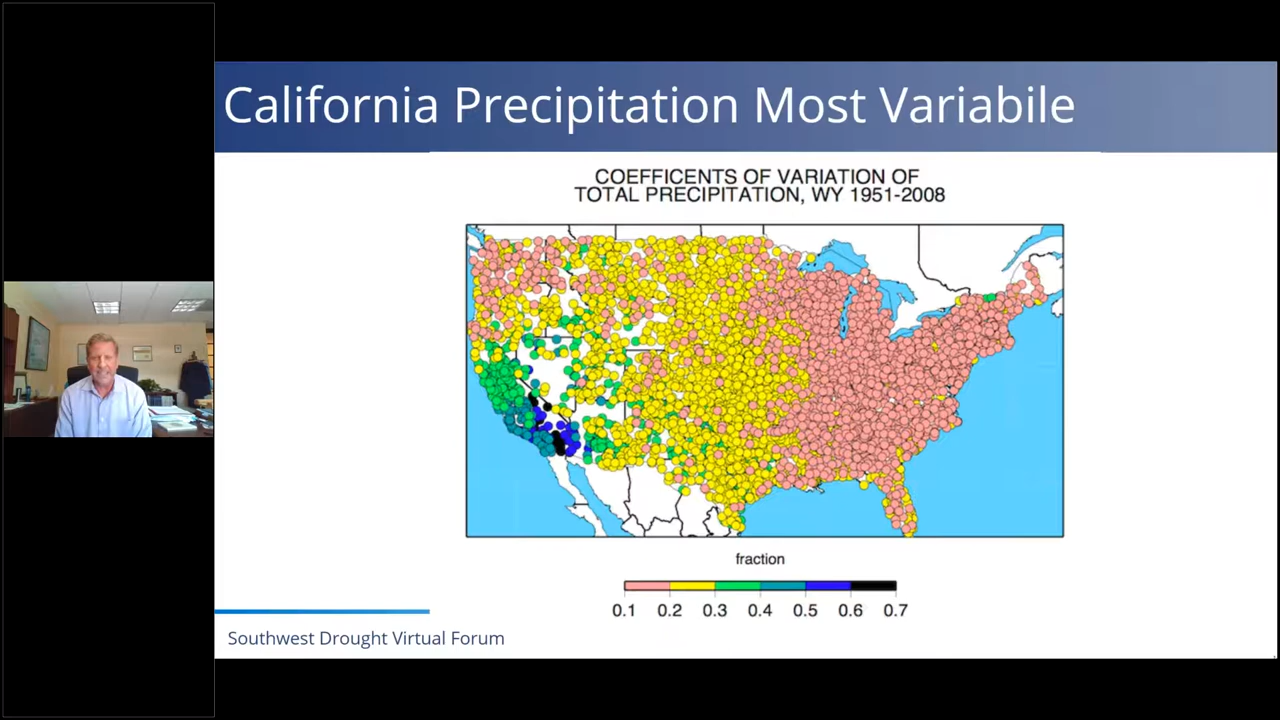 California Precipitation Most Variabile
COEFFICENTS OF VARIATION OF
TOTAL PRECIPITATION, WY 1951-2008
fraction
0.1 0.2 0.3 0.4 0.5 0.6 0.7
Southwest Drought Virtual Forum